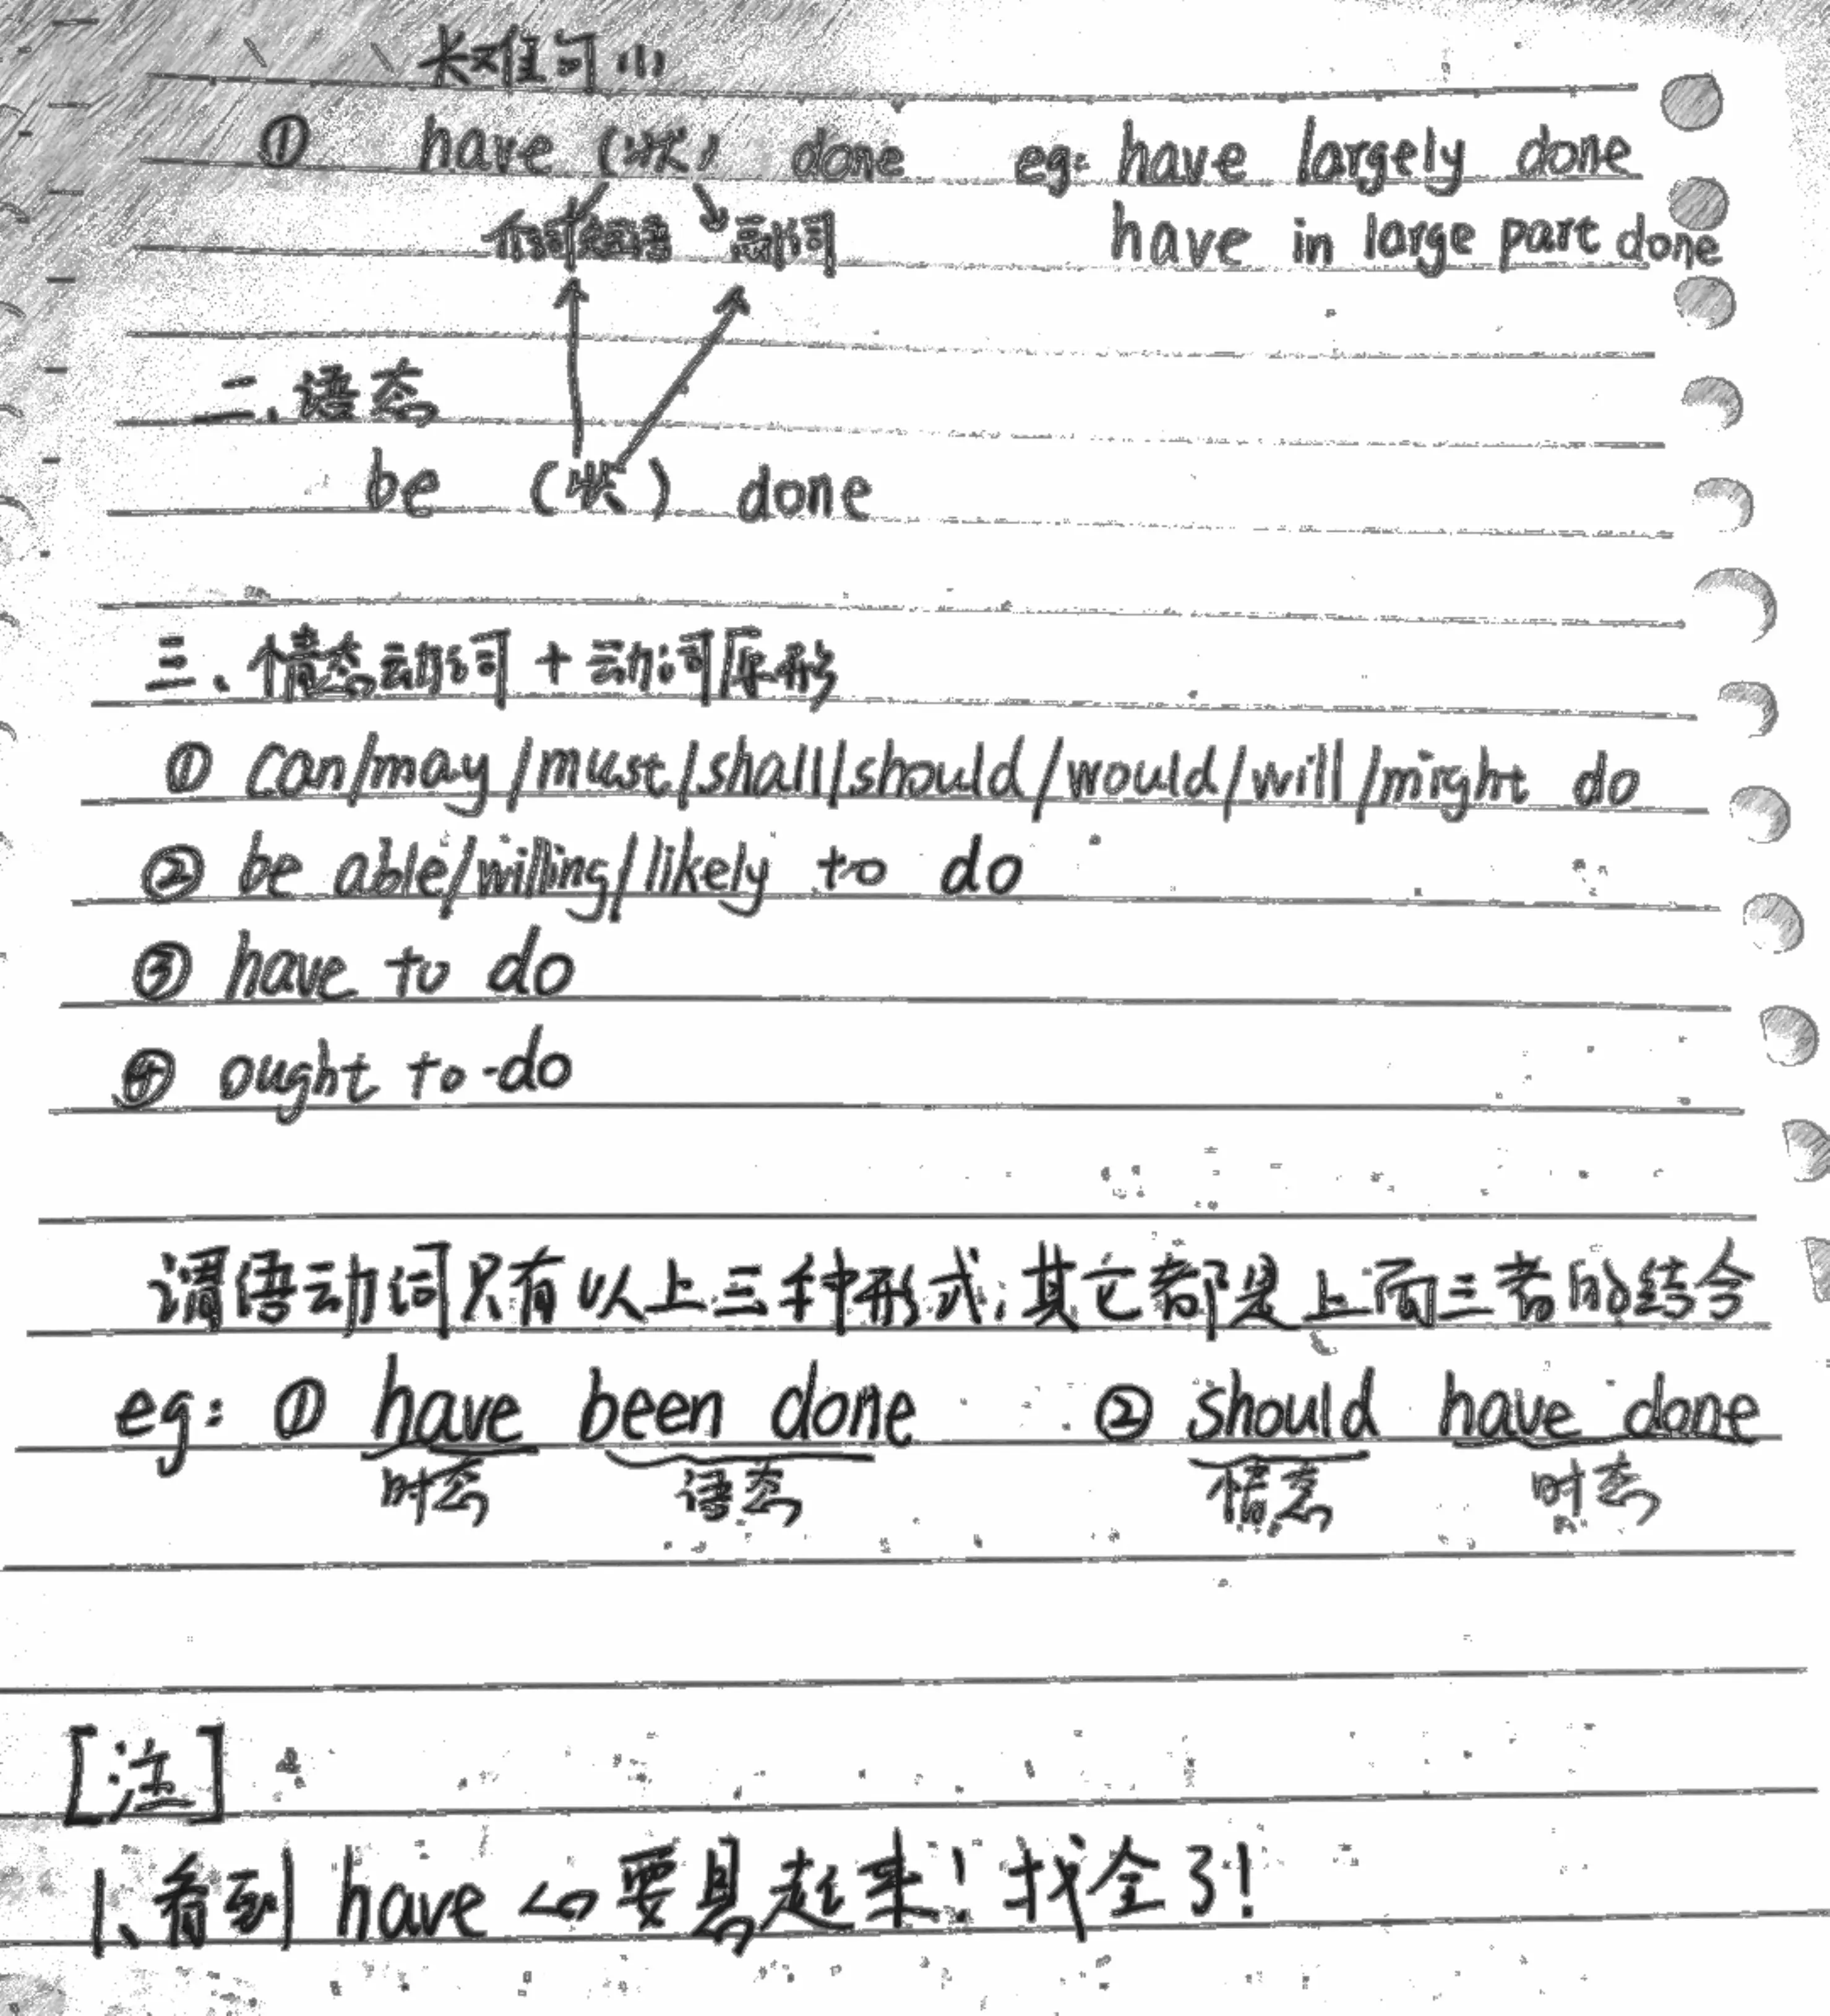 长难句
① have (状) done eg: have largely done
介词短语 副词 have in large part done
二.语态
be (状) done
三、情态动词 + 动词原形
① can/may/must/shall/should/would/will/might do
② be able/willing/likely to do
③ have to do
④ ought to do
谓语动词只有以上三种形式,其它都是上面三者的结合
eg: ① have been done ② should have done
时态 语态 情态 时态
[注]
1、看到 have 心要悬起来!找全了!